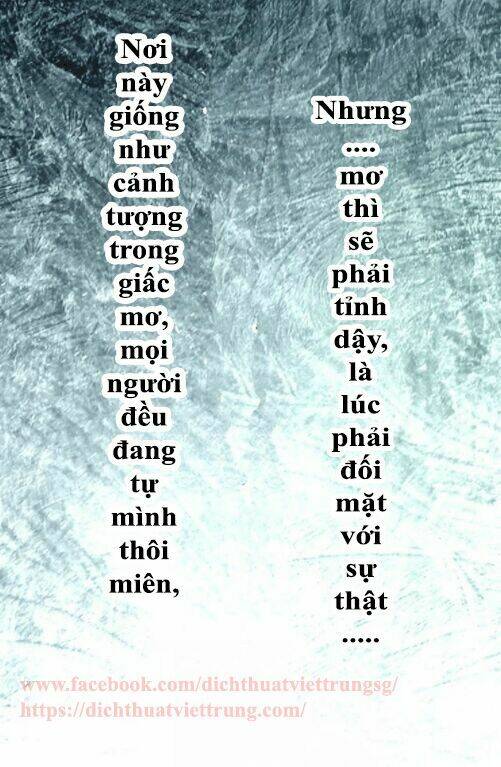 Nơi
này
giống
như
cảnh
tượng
trong
giấc
mơ,
mọi
người
đều
đang
tự
mình
thôi
miên,
Nhưng
....
mơ
thì
sẽ
phải
tỉnh
dậy,
là
lúc
phải
đối
mặt
với
sự
thật
.....
www.facebook.com/dichthuatviettrungsg/
https://dichthuatviettrung.com/